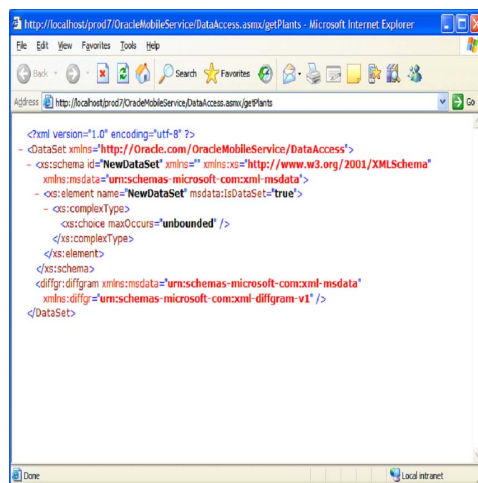 http://localhost/prod7/OracleMobileService/DataAccess.asmx/getPlants - Microsoft Internet Explorer
File Edit View Favorites Tools Help
Back Search Favorites
Address http://localhost/prod7/OracleMobileService/DataAccess.asmx/getPlants Go
<?xml version="1.0" encoding="utf-8" ?>
- <DataSet xmlns="http://Oracle.com/OracleMobileService/DataAccess">
- <xs:schema id="NewDataSet" xmlns="" xmlns:xs="http://www.w3.org/2001/XMLSchema"
xmlns:msdata="urn:schemas-microsoft-com:xml-msdata">
- <xs:element name="NewDataSet" msdata:IsDataSet="true">
- <xs:complexType>
<xs:choice maxOccurs="unbounded" />
</xs:complexType>
</xs:element>
</xs:schema>
<diffgr:diffgram xmlns:msdata="urn:schemas-microsoft-com:xml-msdata"
xmlns:diffgr="urn:schemas-microsoft-com:xml-diffgram-v1" />
</DataSet>
Done Local intranet